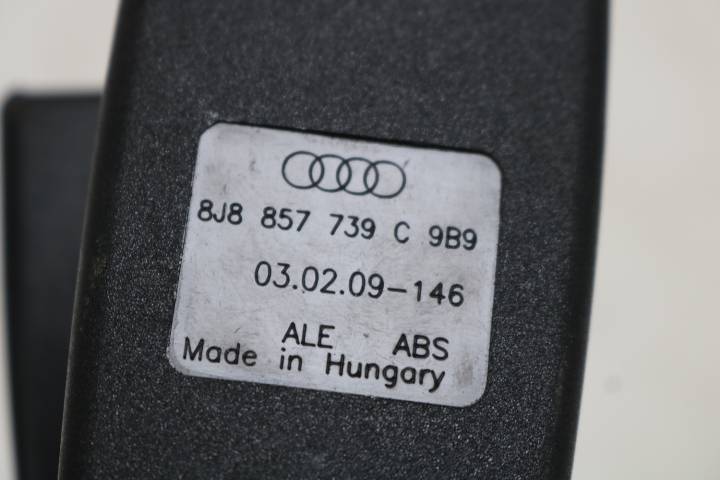 8J8 857 739 C 9B9
03.02.09-146
ALE ABS
Made in Hungary